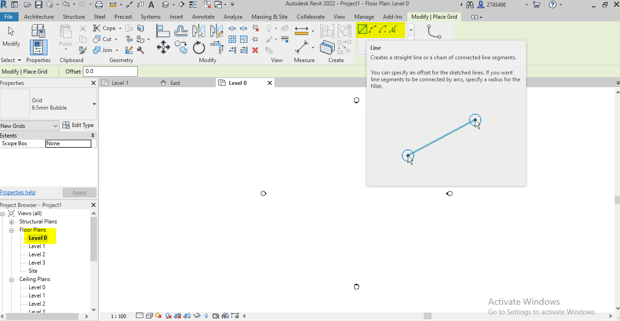 Autodesk Revit 2022 - Project1 - Floor Plan: Level 0
274549E
File Architecture Structure Steel Precast Systems Insert Annotate Analyze Massing & Site Collaborate View Manage Add-Ins Modify | Place Grid
Modify
Paste
Cope
Cut
Join
Select Properties Clipboard Geometry Modify View Measure Create
Modify | Place Grid Offset: 0.0
Line
Creates a straight line or a chain of connected line segments.
You can specify an offset for the sketched lines. If you want line segments to be connected by arcs, specify a radius for the fillet.
Properties
Level 1 East Level 0
Grid
6.5mm Bubble
New Grids Edit Type
Extents
Scope Box None
Properties help Apply
Project Browser - Project1
Views (all)
Structural Plans
Floor Plans
Level 0
Level 1
Level 2
Level 3
Site
Ceiling Plans
Level 0
Level 1
Level 2
Level 3
1 : 100
Activate Windows
Go to Settings to activate Windows.